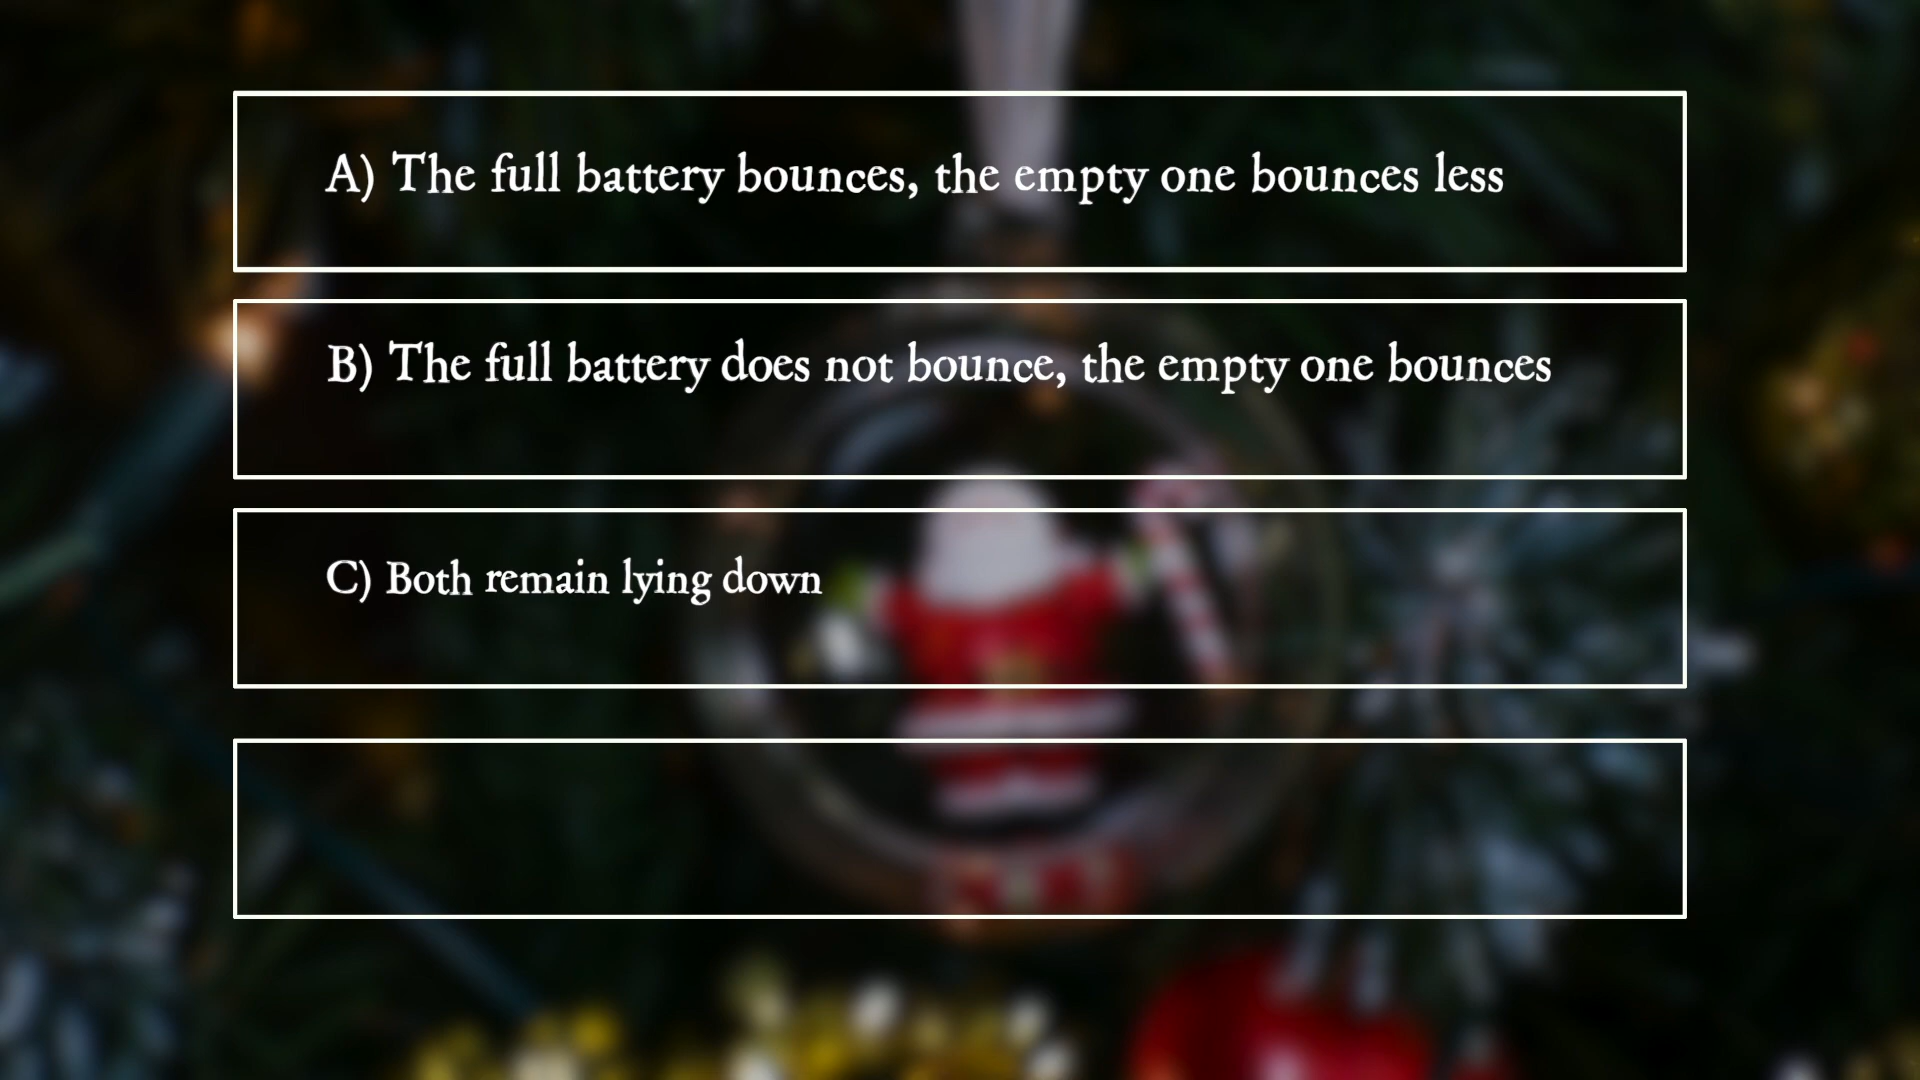 A) The full battery bounces, the empty one bounces less
B) The full battery does not bounce, the empty one bounces
C) Both remain lying down